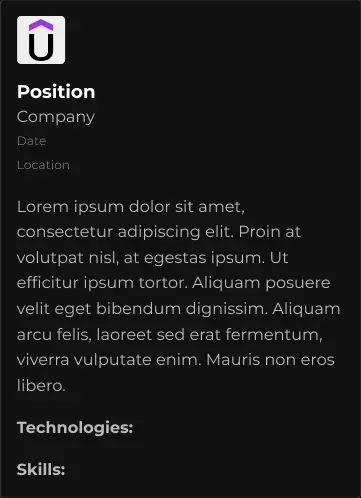 Position
Company
Date
Location
Lorem ipsum dolor sit amet,
consectetur adipiscing elit. Proin at
volutpat nisl, at egestas ipsum. Ut
efficitur ipsum tortor. Aliquam posuere
velit eget bibendum dignissim. Aliquam
arcu felis, laoreet sed erat fermentum,
viverra vulputate enim. Mauris non eros
libero.
Technologies:
Skills: